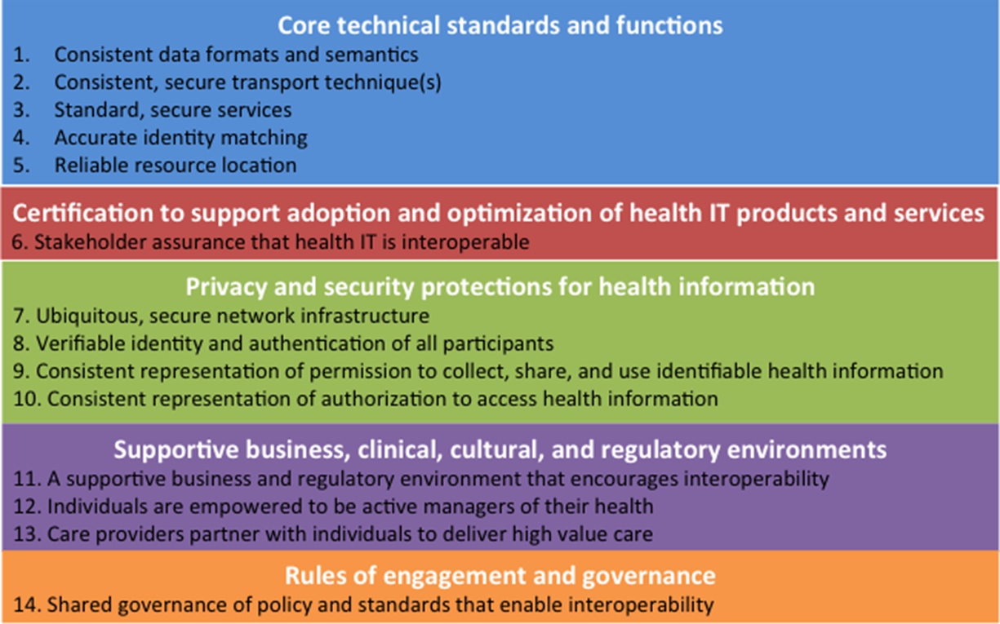 Core technical standards and functions
1. Consistent data formats and semantics
2. Consistent, secure transport technique(s)
3. Standard, secure services
4. Accurate identity matching
5. Reliable resource location
Certification to support adoption and optimization of health IT products and services
6. Stakeholder assurance that health IT is interoperable
Privacy and security protections for health information
7. Ubiquitous, secure network infrastructure
8. Verifiable identity and authentication of all participants
9. Consistent representation of permission to collect, share, and use identifiable health information
10. Consistent representation of authorization to access health information
Supportive business, clinical, cultural, and regulatory environments
11. A supportive business and regulatory environment that encourages interoperability
12. Individuals are empowered to be active managers of their health
13. Care providers partner with individuals to deliver high value care
Rules of engagement and governance
14. Shared governance of policy and standards that enable interoperability